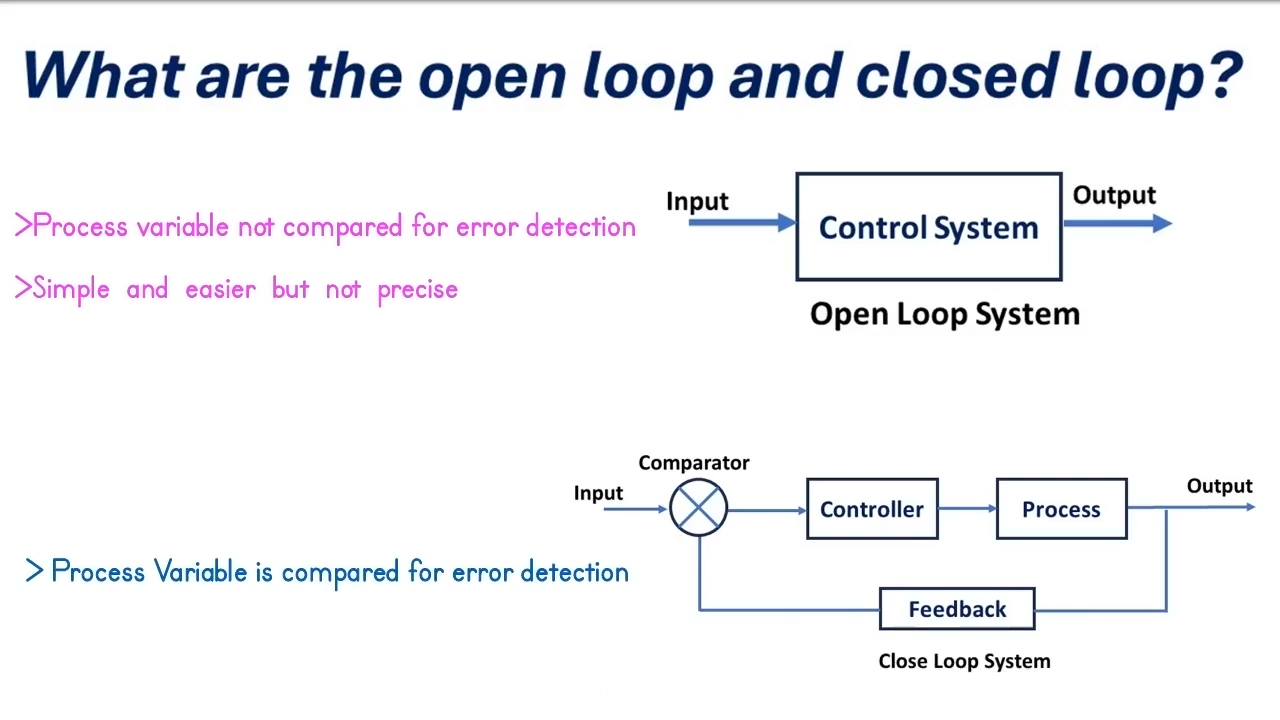 What are the open loop and closed loop?
>Process variable not compared for error detection
>Simple and easier but not precise
Input
Control System
Output
Open Loop System
Comparator
Input
Controller
Process
Output
> Process Variable is compared for error detection
Feedback
Close Loop System